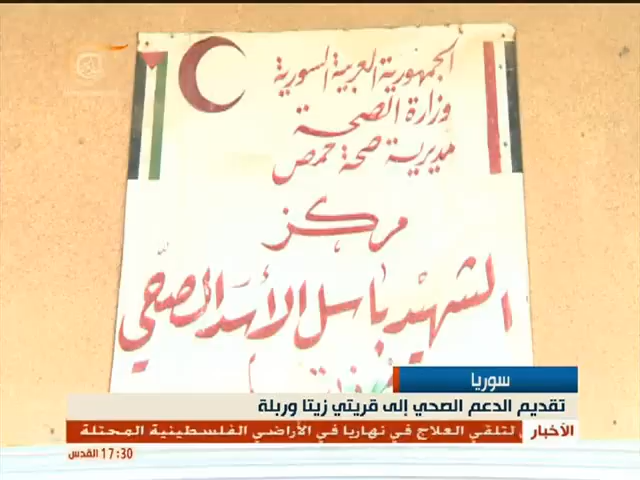 الجمهورية العربية السورية
وزارة الصحة
مديرية صحة حمص
مركز
الشهيد باسل الأسد الصحي
سوريا
تقديم الدعم الصحي إلى قريتي زيتا وربلة
الأخبار
لتلقي العلاج في نهاريا في الأراضي الفلسطينية المحتلة
17:30 القدس